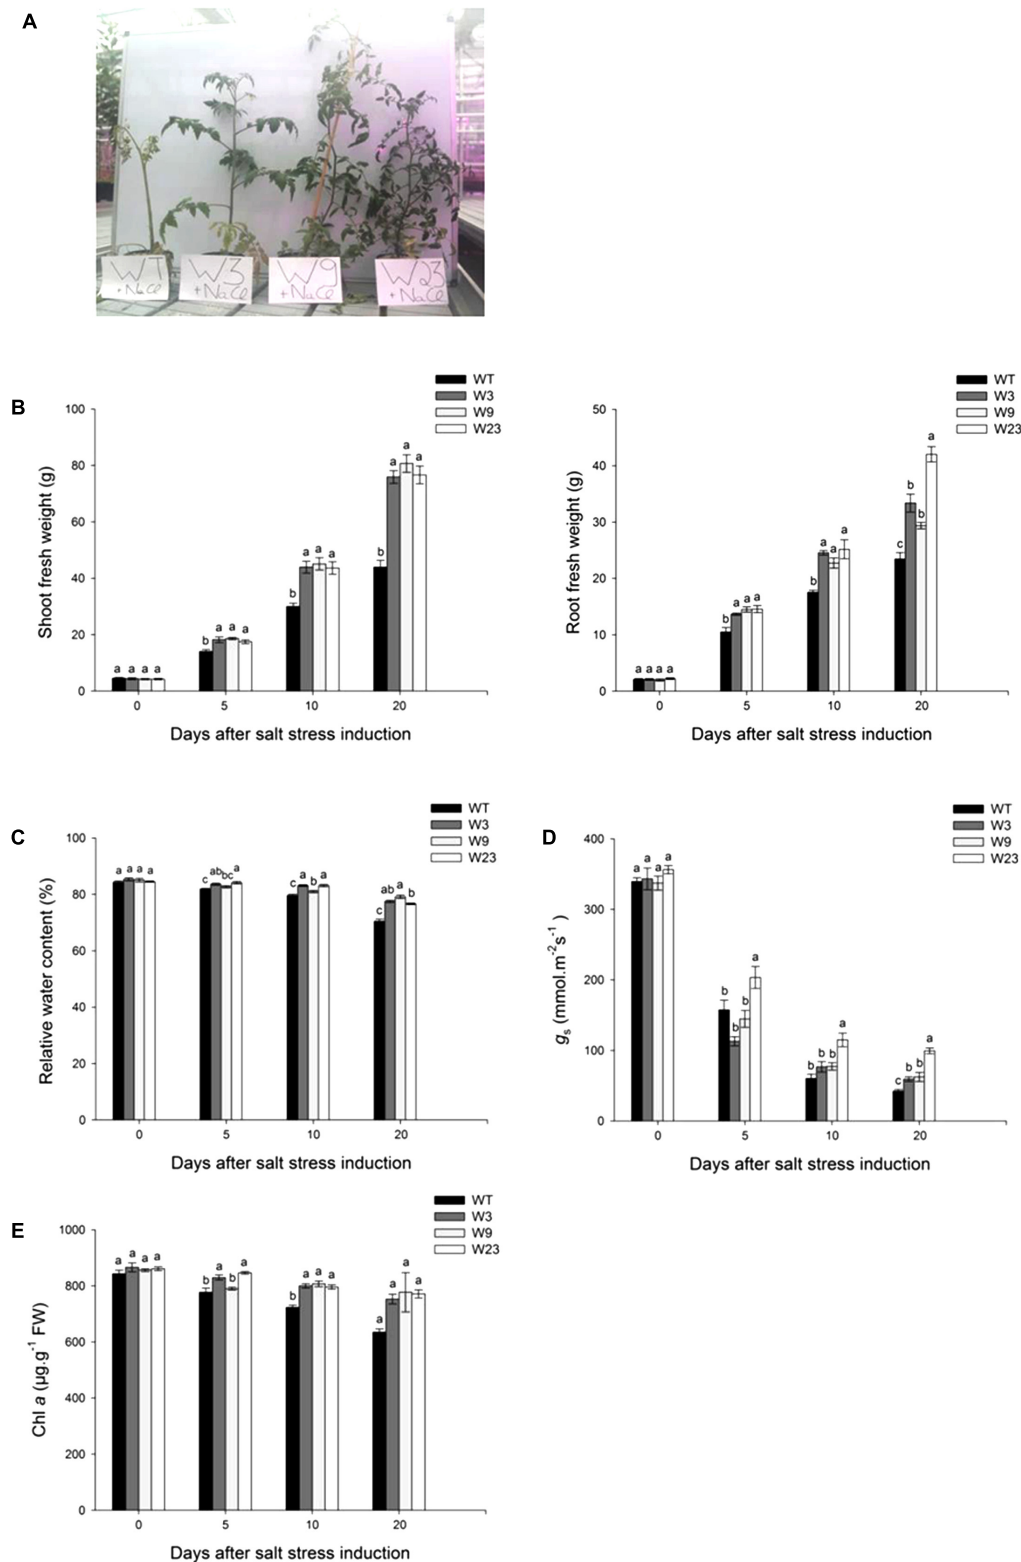 A
WT
+NaCl
W3
+NaCl
W9
+NaCl
W23
+NaCl
B
WT
W3
W9
W23
100
80
60
40
20
0
Shoot fresh weight (g)
a a a a
b a a a
b a a a
b a a a
0 5 10 20
Days after salt stress induction
WT
W3
W9
W23
50
40
30
20
10
0
Root fresh weight (g)
a a a a
b a a a
b a a a
c b b a
0 5 10 20
Days after salt stress induction
C
WT
W3
W9
W23
100
80
60
40
20
0
Relative water content (%)
a a a a
c ab bc a
c a b a
c ab a b
0 5 10 20
Days after salt stress induction
D
WT
W3
W9
W23
400
300
200
100
0
gs (mmol.m-2s-1 )
a a a a
b b b a
b b b a
c b b a
0 5 10 20
Days after salt stress induction
E
WT
W3
W9
W23
1000
800
600
400
200
0
Chl a (µg.g-1 FW)
a a a a
b a b a
b a a a
a a a a
0 5 10 20
Days after salt stress induction